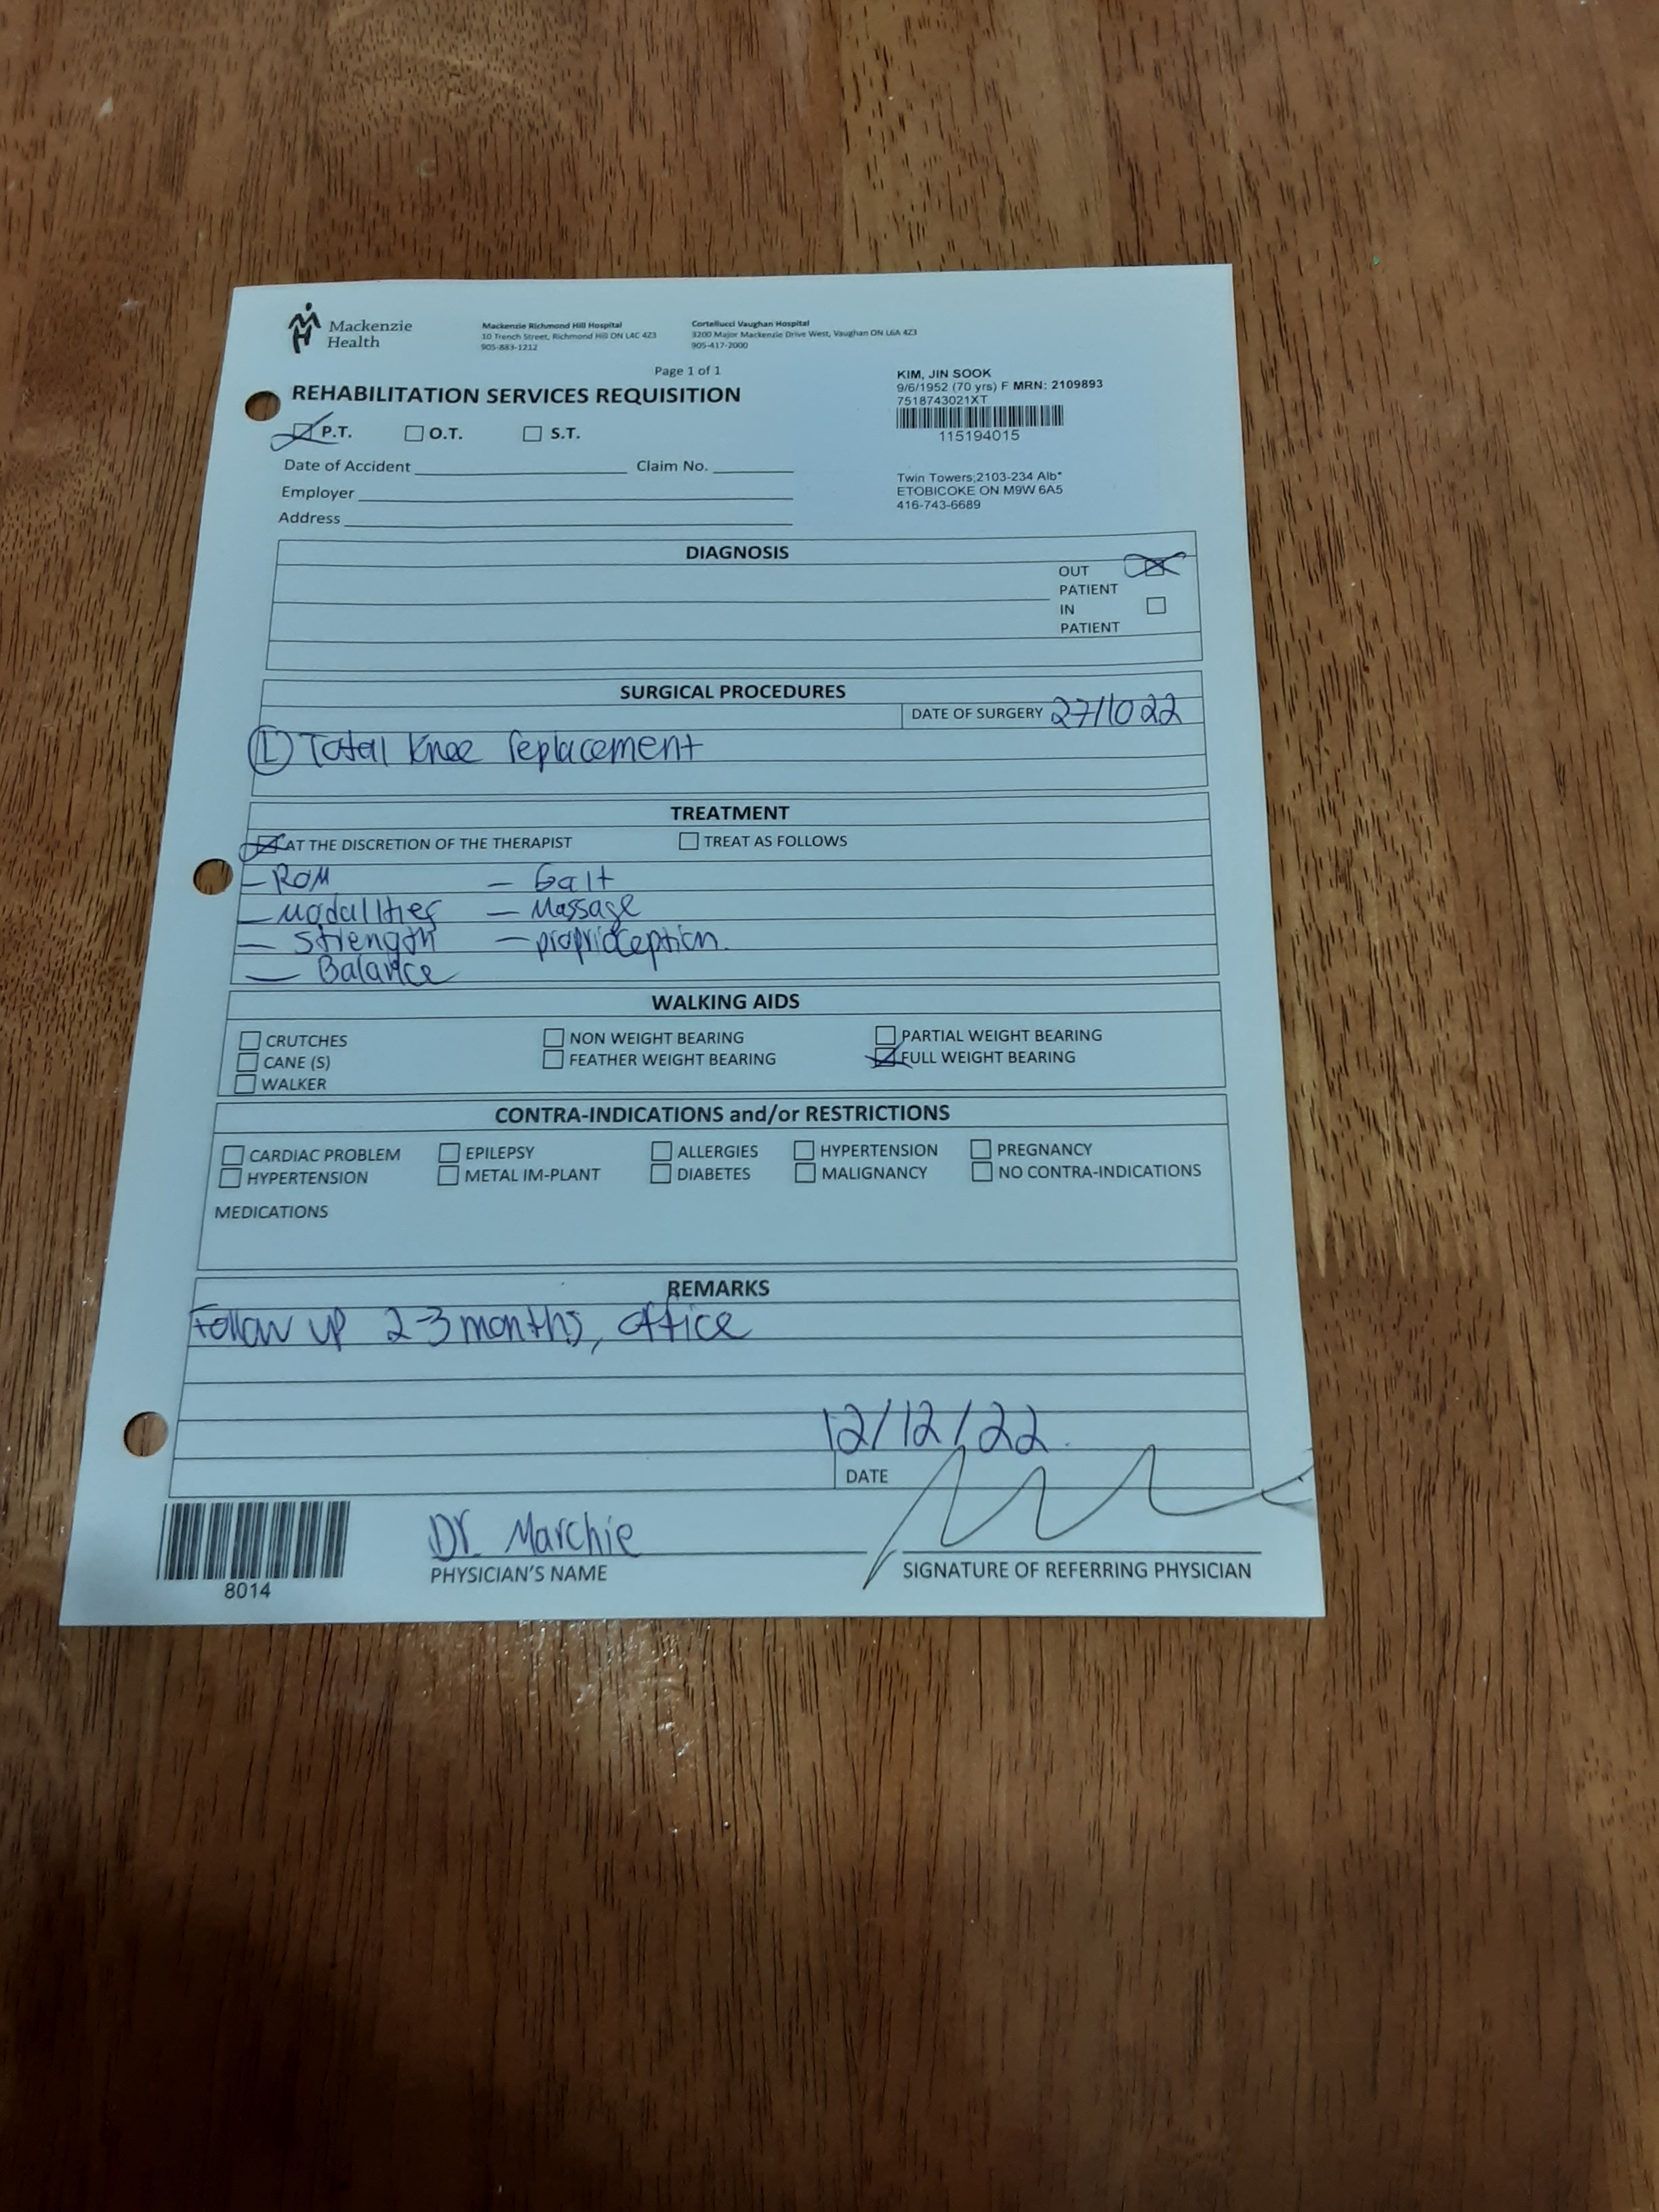 Mackenzie
Health
Mackenzie Richmond Hill Hospital
10 Trench Street, Richmond Hill ON L4C 4Z3
905-883-1212
Cortellucci Vaughan Hospital
3200 Major Mackenzie Drive West, Vaughan ON L6A 4Z3
905-417-2000
Page 1 of 1
REHABILITATION SERVICES REQUISITION
KIM, JIN SOOK
9/6/1952 (70 yrs) F MRN: 2109893
7518743021XT
115194015
Twin Towers;2103-234 Alb*
ETOBICOKE ON M9W 6A5
416-743-6689
P.T. O.T. S.T.
Date of Accident Claim No.
Employer
Address
DIAGNOSIS
OUT
PATIENT
IN
PATIENT
SURGICAL PROCEDURES
DATE OF SURGERY 27/10 22
(L) Total knee replacement
TREATMENT
AT THE DISCRETION OF THE THERAPIST TREAT AS FOLLOWS
- ROM - Gait
- Modalities - Massage
- Strength - proprioception.
- Balance
WALKING AIDS
CRUTCHES NON WEIGHT BEARING PARTIAL WEIGHT BEARING
CANE (S) FEATHER WEIGHT BEARING FULL WEIGHT BEARING
WALKER
CONTRA-INDICATIONS and/or RESTRICTIONS
CARDIAC PROBLEM EPILEPSY ALLERGIES HYPERTENSION PREGNANCY
HYPERTENSION METAL IM-PLANT DIABETES MALIGNANCY NO CONTRA-INDICATIONS
MEDICATIONS
REMARKS
Follow up 2-3 months, office
12/12/22
DATE
8014
Dr. Marchie
PHYSICIAN'S NAME
SIGNATURE OF REFERRING PHYSICIAN